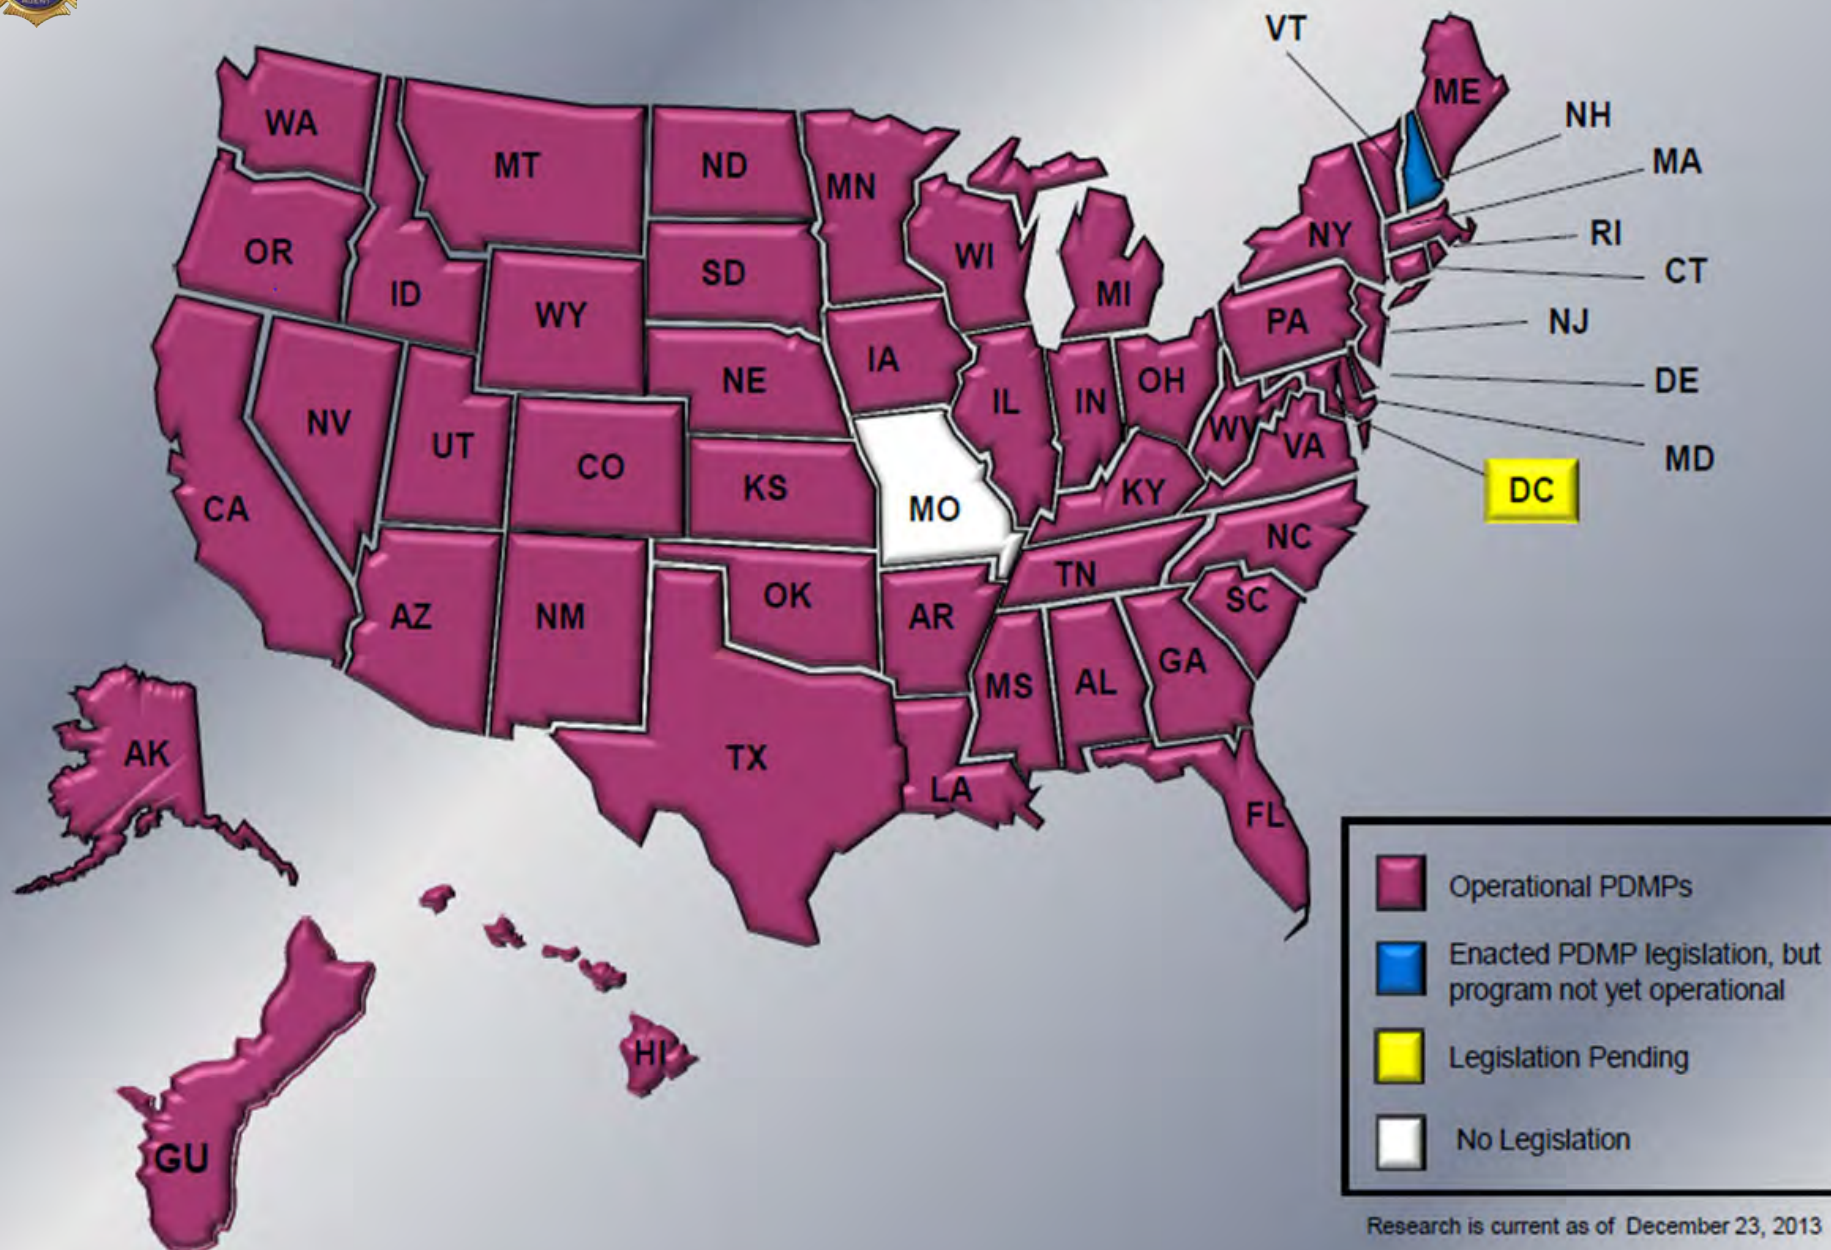 VT
ME
NH
WA
MT
ND
MN
MA
OR
ID
SD
WI
MI
NY
RI
CT
WY
PA
NJ
IA
NE
IL
IN
OH
DE
NV
UT
CO
KS
WV
VA
MD
CA
MO
KY
DC
NC
AZ
NM
OK
AR
TN
SC
MS
AL
GA
AK
TX
LA
FL
HI
GU
Operational PDMPs
Enacted PDMP legislation, but
program not yet operational
Legislation Pending
No Legislation
Research is current as of December 23, 2013